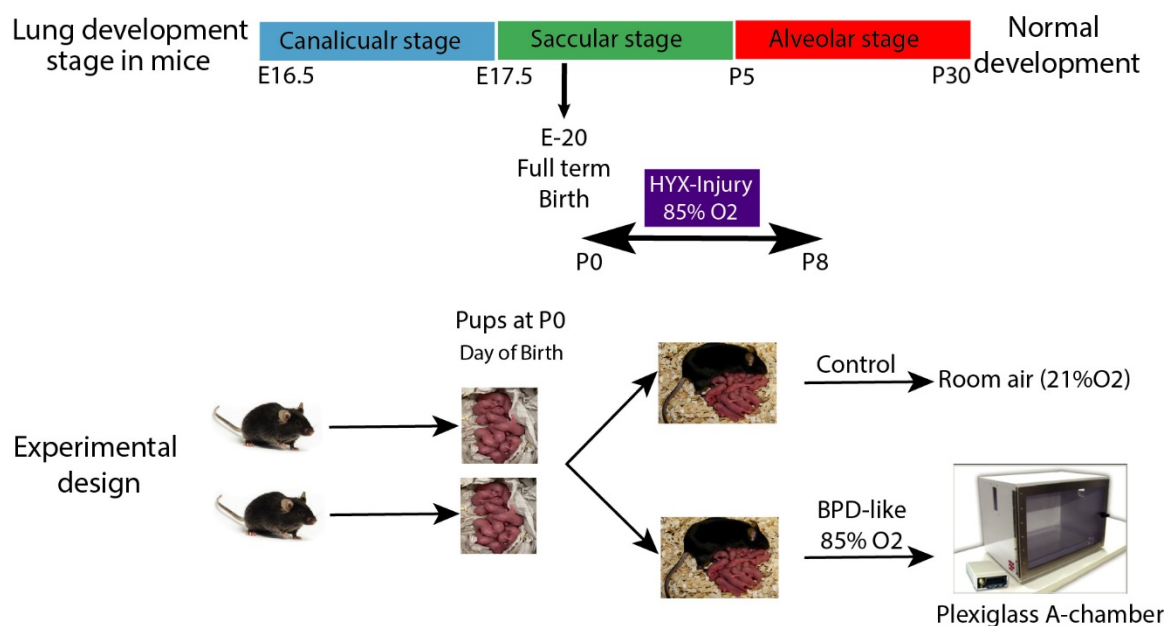 Lung development
stage in mice
Canalicualr stage
Saccular stage
Alveolar stage
Normal
development
E16.5
E17.5
P5
P30
E-20
Full term
Birth
HYX-Injury
85% O2
P0
P8
Pups at P0
Day of Birth
Experimental
design
Control
Room air (21%O2)
BPD-like
85% O2
Plexiglass A-chamber